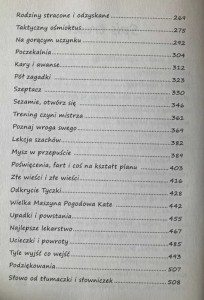 Rodziny stracone i odzyskane 269
Taktyczny ośmiokłus 275
Na gorącym uczynku 292
Poczekalnia 304
Kary i awanse 312
Pół zagadki 323
Szeptacz 330
Sezamie, otwórz się 346
Trening czyni mistrza 361
Poznaj wroga swego 369
Lekcja szachów 382
Mysz w przepuście 389
Poświęcenia, fart i coś na kształt planu 403
Złe wieści i złe wieści 416
Odkrycie Tyczki 428
Wielka Maszyna Pogodowa Kate 442
Upadki i powstania 455
Najlepsze lekarstwo 467
Ucieczki i powroty 485
Tyle wyjść co wejść 493
Podziękowania 507
Słowo od tłumaczki i słowniczek 508